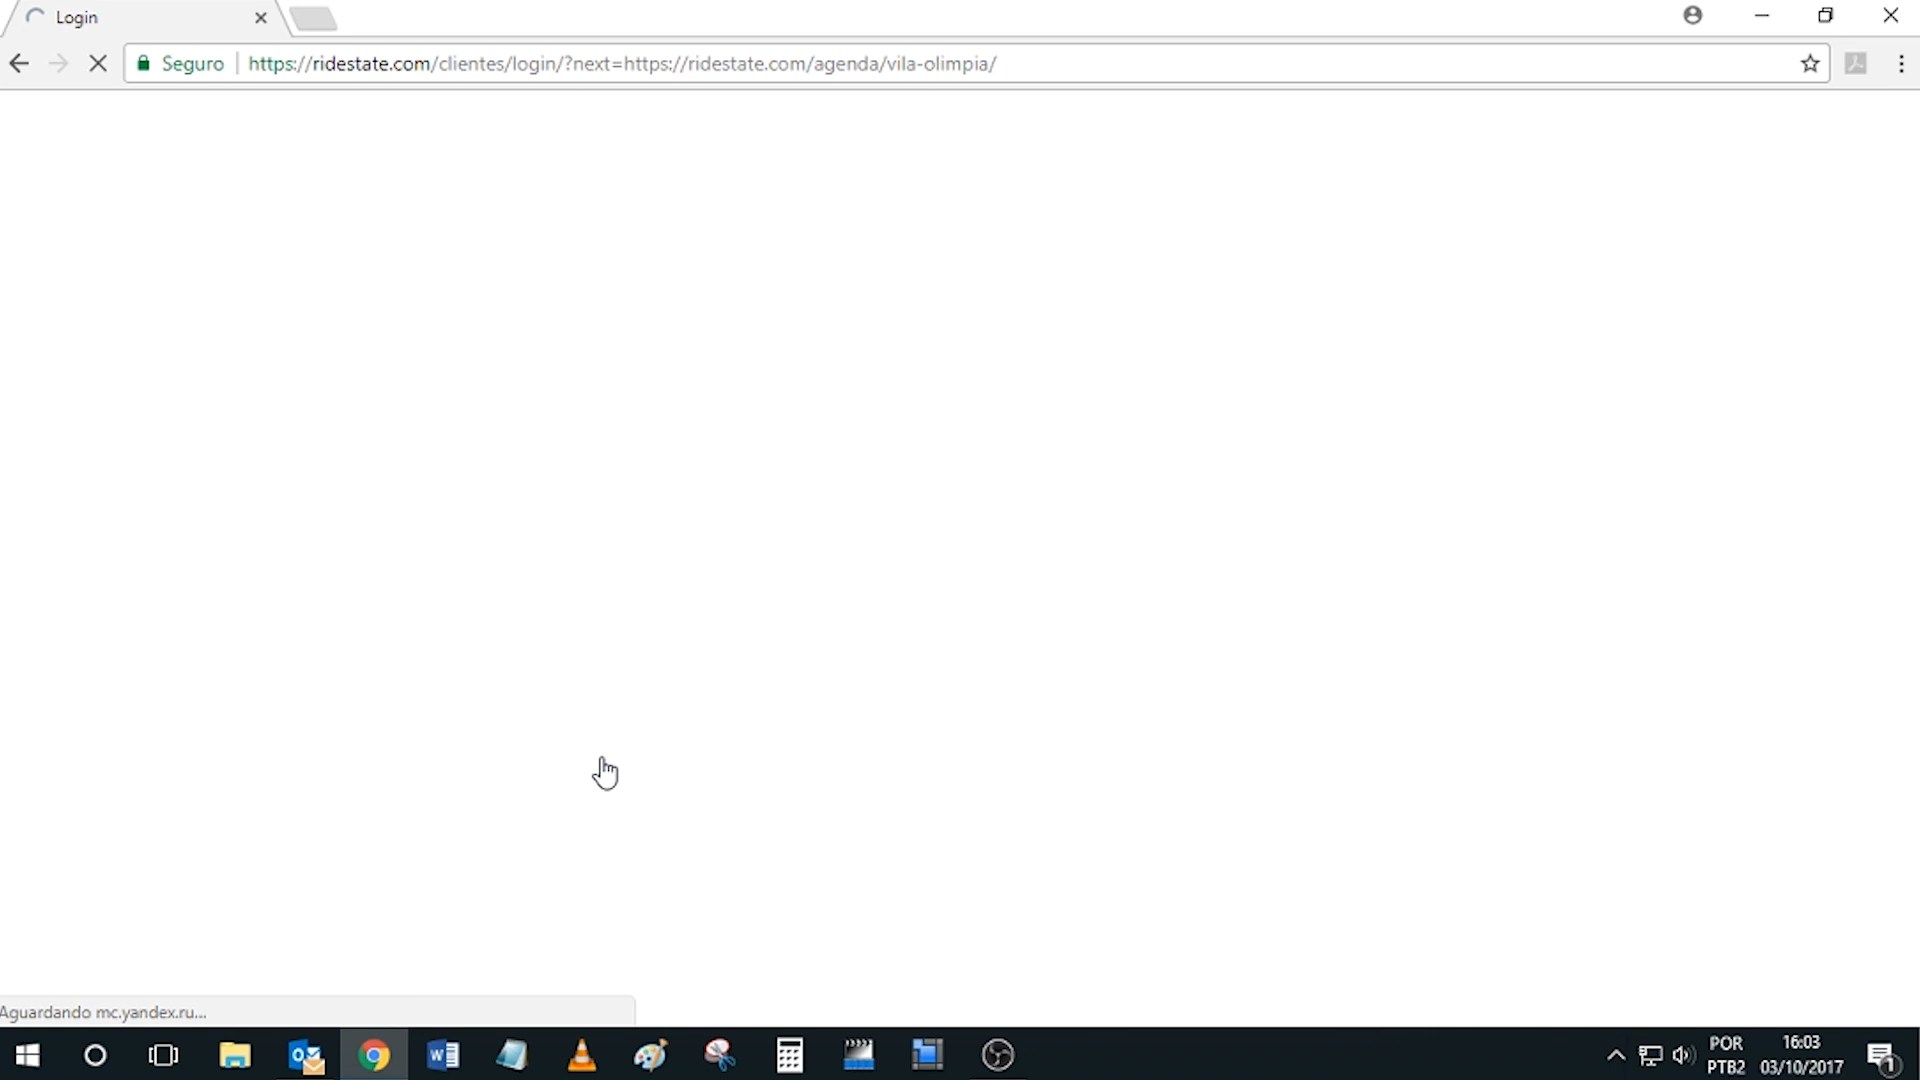 Login
Seguro https://ridestate.com/clientes/login/?next=https://ridestate.com/agenda/vila-olimpia/
Aguardando mc.yandex.ru...
POR 16:03
PTB2 03/10/2017
1